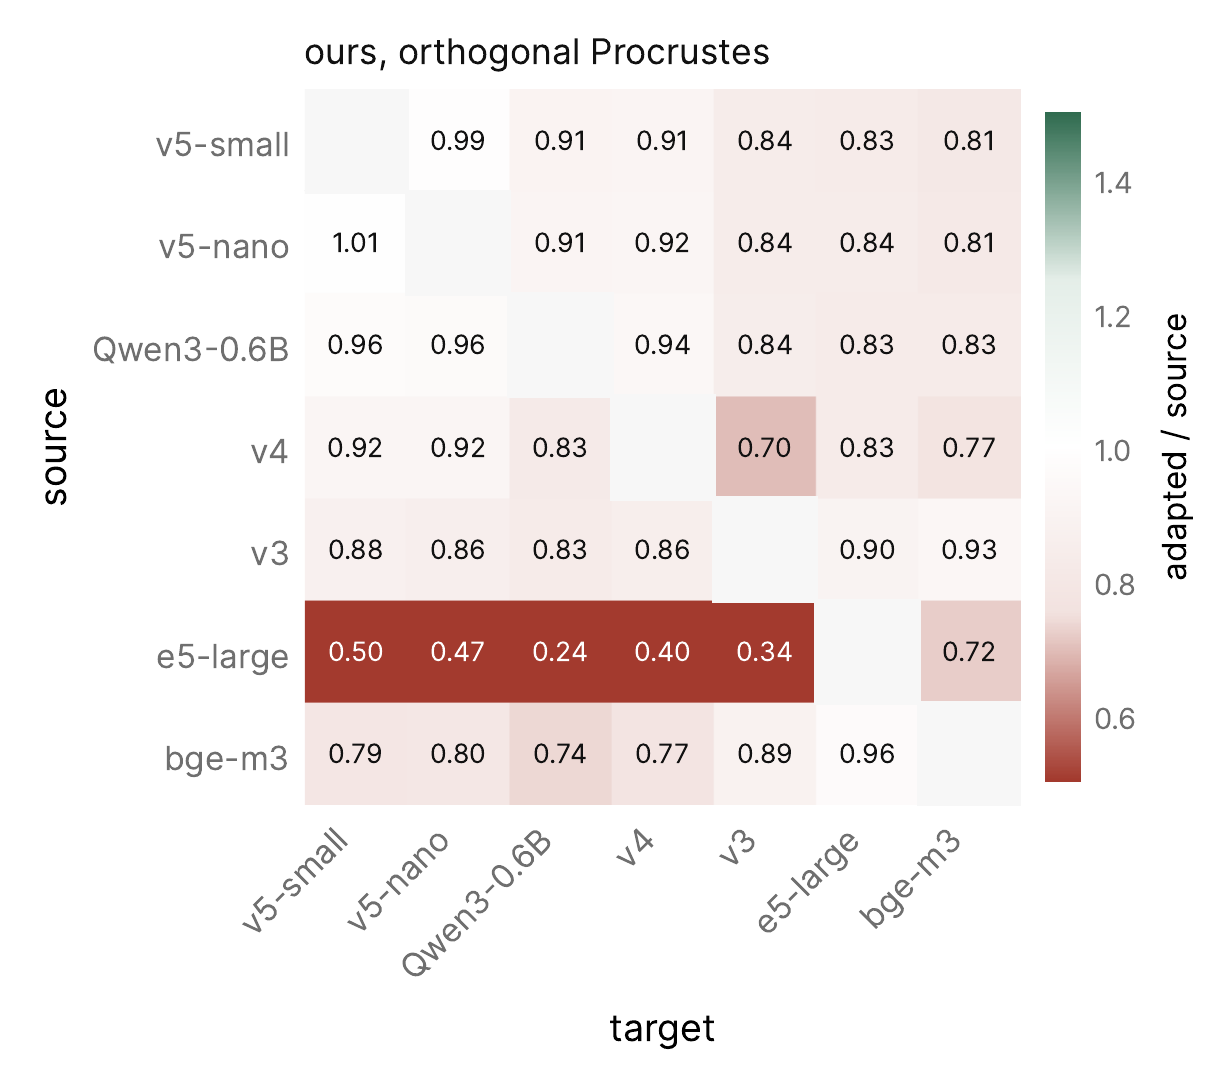 ours, orthogonal Procrustes
v5-small 0.99 0.91 0.91 0.84 0.83 0.81
v5-nano 1.01 0.91 0.92 0.84 0.84 0.81
Qwen3-0.6B 0.96 0.96 0.94 0.84 0.83 0.83
v4 0.92 0.92 0.83 0.70 0.83 0.77
v3 0.88 0.86 0.83 0.86 0.90 0.93
e5-large 0.50 0.47 0.24 0.40 0.34 0.72
bge-m3 0.79 0.80 0.74 0.77 0.89 0.96
v5-small v5-nano Qwen3-0.6B v4 v3 e5-large bge-m3
target
source
1.4
1.2
1.0
0.8
0.6
adapted / source